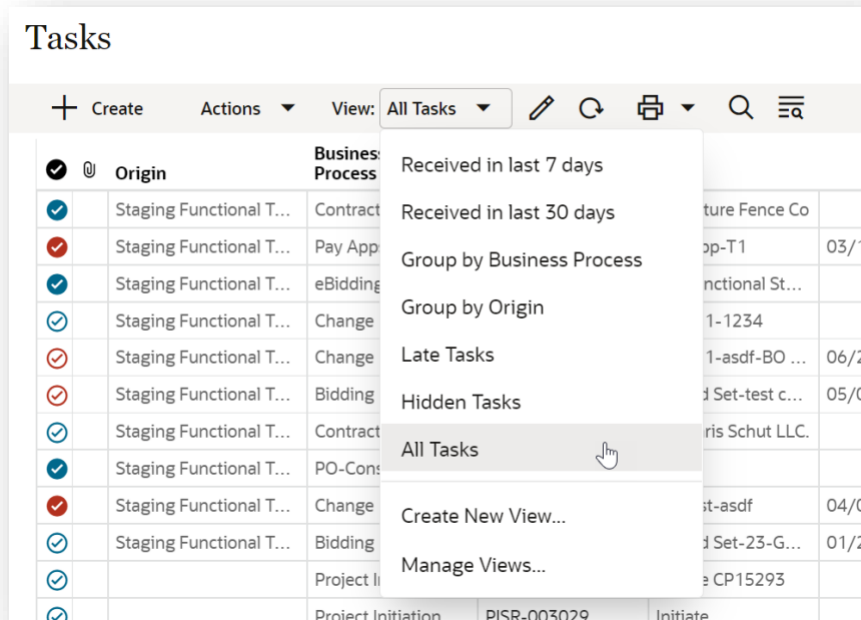 Tasks
Create Actions View: All Tasks
Origin
Process
Received in last 7 days
Received in last 30 days
Group by Business Process
Group by Origin
Late Tasks
Hidden Tasks
All Tasks
Create New View...
Manage Views...
Staging Functional T... Contract ture Fence Co
Staging Functional T... Pay App pp-T1 03/1
Staging Functional T... eBidding nctional St...
Staging Functional T... Change 1-1234
Staging Functional T... Change 1-asdf-BO ... 06/2
Staging Functional T... Bidding d Set-test c... 05/0
Staging Functional T... Contract ris Schut LLC.
Staging Functional T... PO-Cons
Staging Functional T... Change st-asdf 04/0
Staging Functional T... Bidding d Set-23-G... 01/2
Project e CP15293
Project Initiation PISR-003029 Initiate